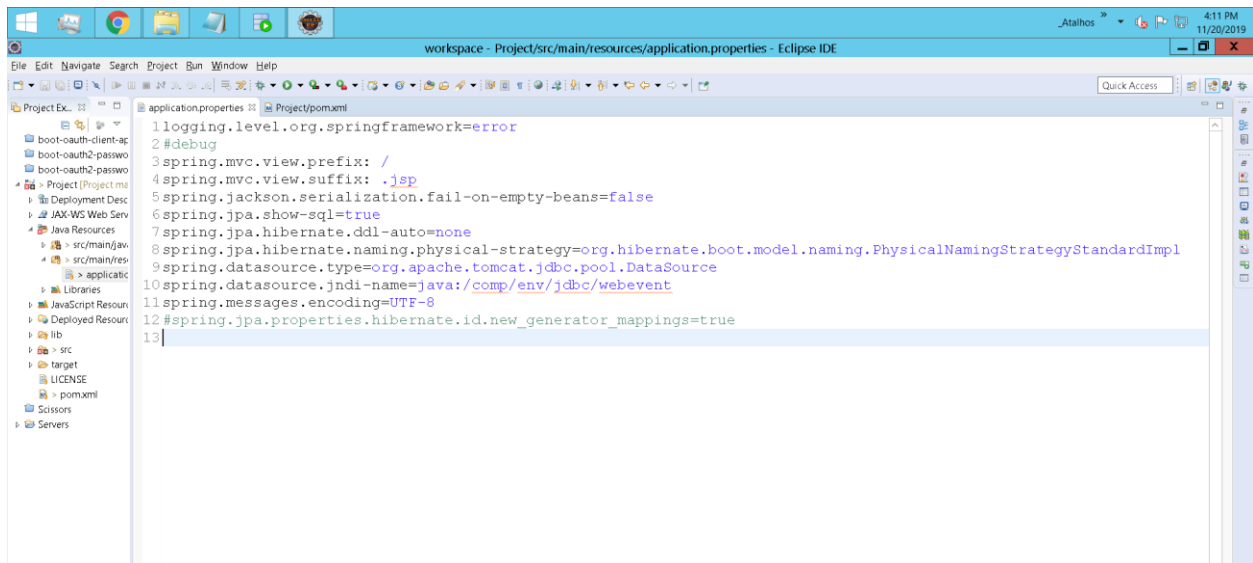 _Atalhos
»
4:11 PM
11/20/2019
workspace - Project/src/main/resources/application.properties - Eclipse IDE
X
File Edit Navigate Search Project Run Window Help
Quick Access
Project Ex...
application.properties
Project/pom.xml
boot-oauth-client-ap
boot-oauth2-passwo
boot-oauth2-passwo
> Project [Project ma
Deployment Desc
JAX-WS Web Serv
Java Resources
> src/main/jav
> src/main/res
> applicatio
Libraries
JavaScript Resour
Deployed Resourc
lib
> src
target
LICENSE
> pom.xml
Scissors
Servers
1 logging.level.org.springframework=error
2 #debug
3 spring.mvc.view.prefix: /
4 spring.mvc.view.suffix: .jsp
5 spring.jackson.serialization.fail-on-empty-beans=false
6 spring.jpa.show-sql=true
7 spring.jpa.hibernate.ddl-auto=none
8 spring.jpa.hibernate.naming.physical-strategy=org.hibernate.boot.model.naming.PhysicalNamingStrategyStandardImpl
9 spring.datasource.type=org.apache.tomcat.jdbc.pool.DataSource
10 spring.datasource.jndi-name=java:/comp/env/jdbc/webevent
11 spring.messages.encoding=UTF-8
12 #spring.jpa.properties.hibernate.id.new_generator_mappings=true
13